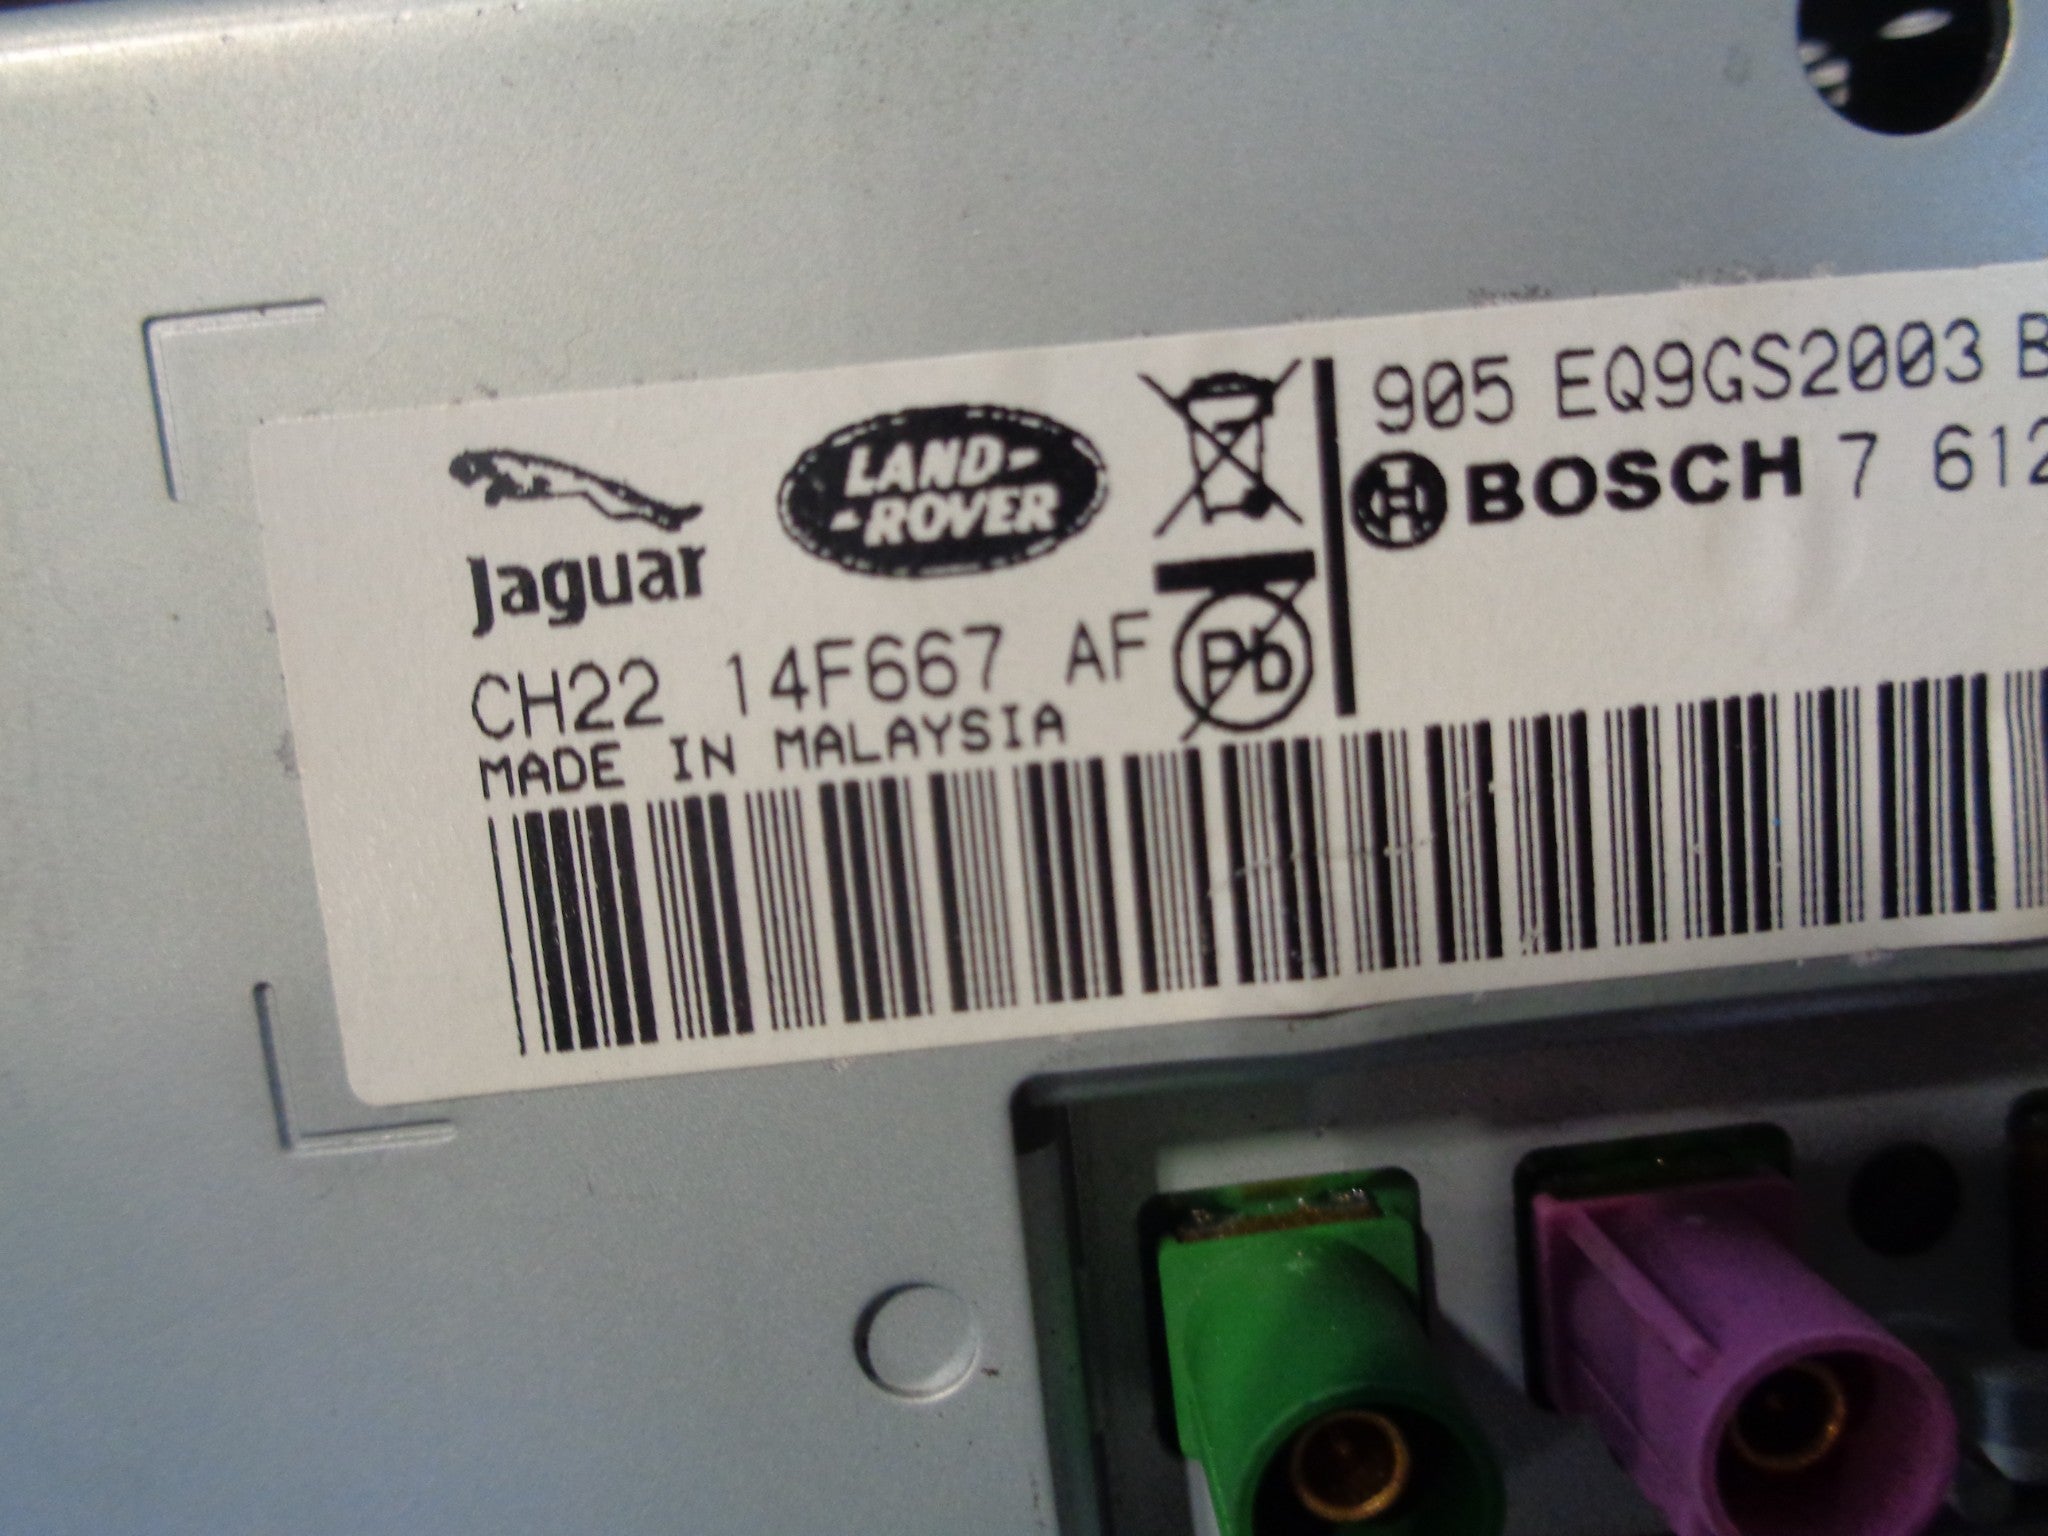 Jaguar
LAND-
-ROVER
CH22 14F667 AF
MADE IN MALAYSIA
Pb
905 EQ9GS2003 B
BOSCH 7 612